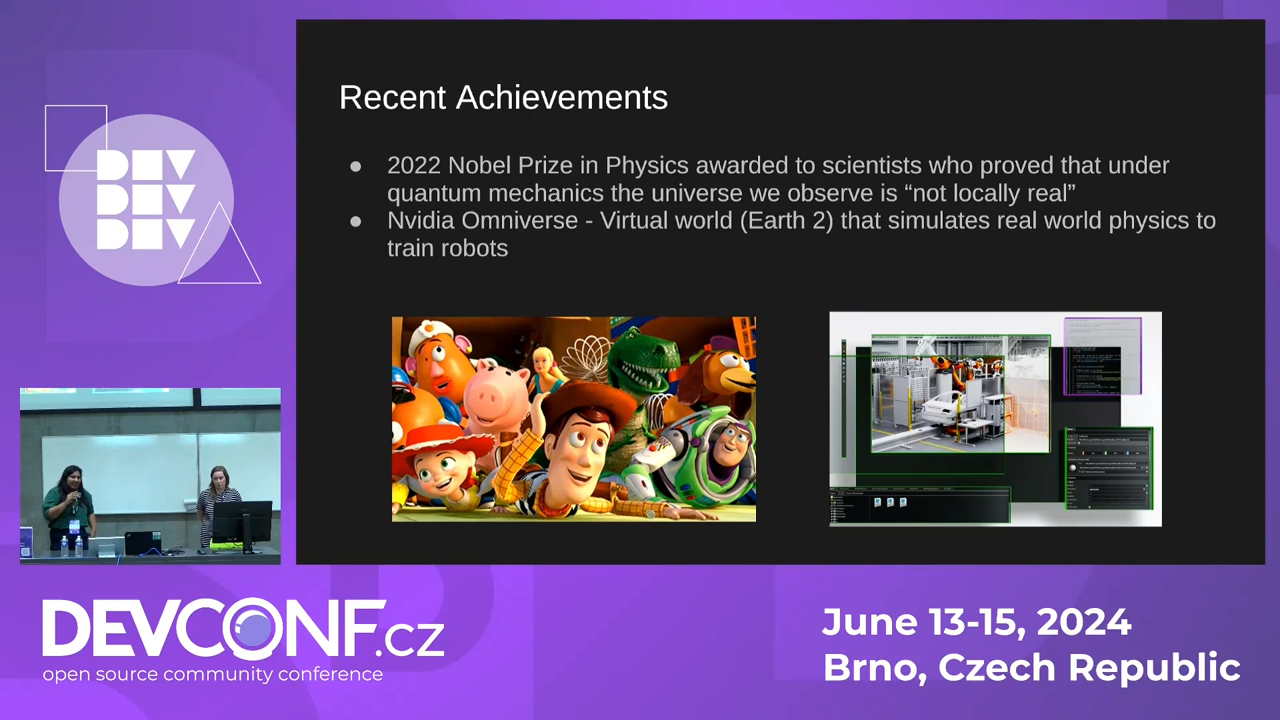 DEV
DEV
DEV
Recent Achievements
● 2022 Nobel Prize in Physics awarded to scientists who proved that under
quantum mechanics the universe we observe is “not locally real”
● Nvidia Omniverse - Virtual world (Earth 2) that simulates real world physics to
train robots
DEVCONF.cz
open source community conference
June 13-15, 2024
Brno, Czech Republic